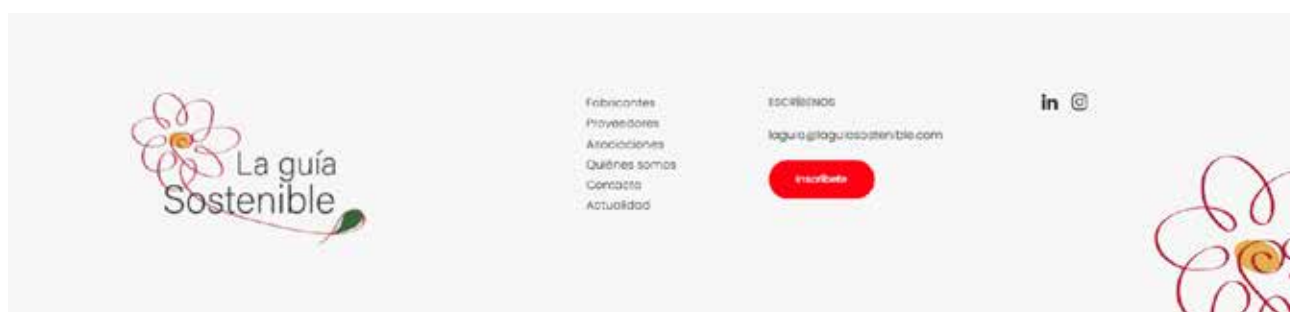 La guía
Sostenible
Fabricantes
Proveedores
Asociaciones
Quiénes somos
Contacto
Actualidad
ESCRÍBENOS
laguia@laguiasostenible.com
Inscríbete
in